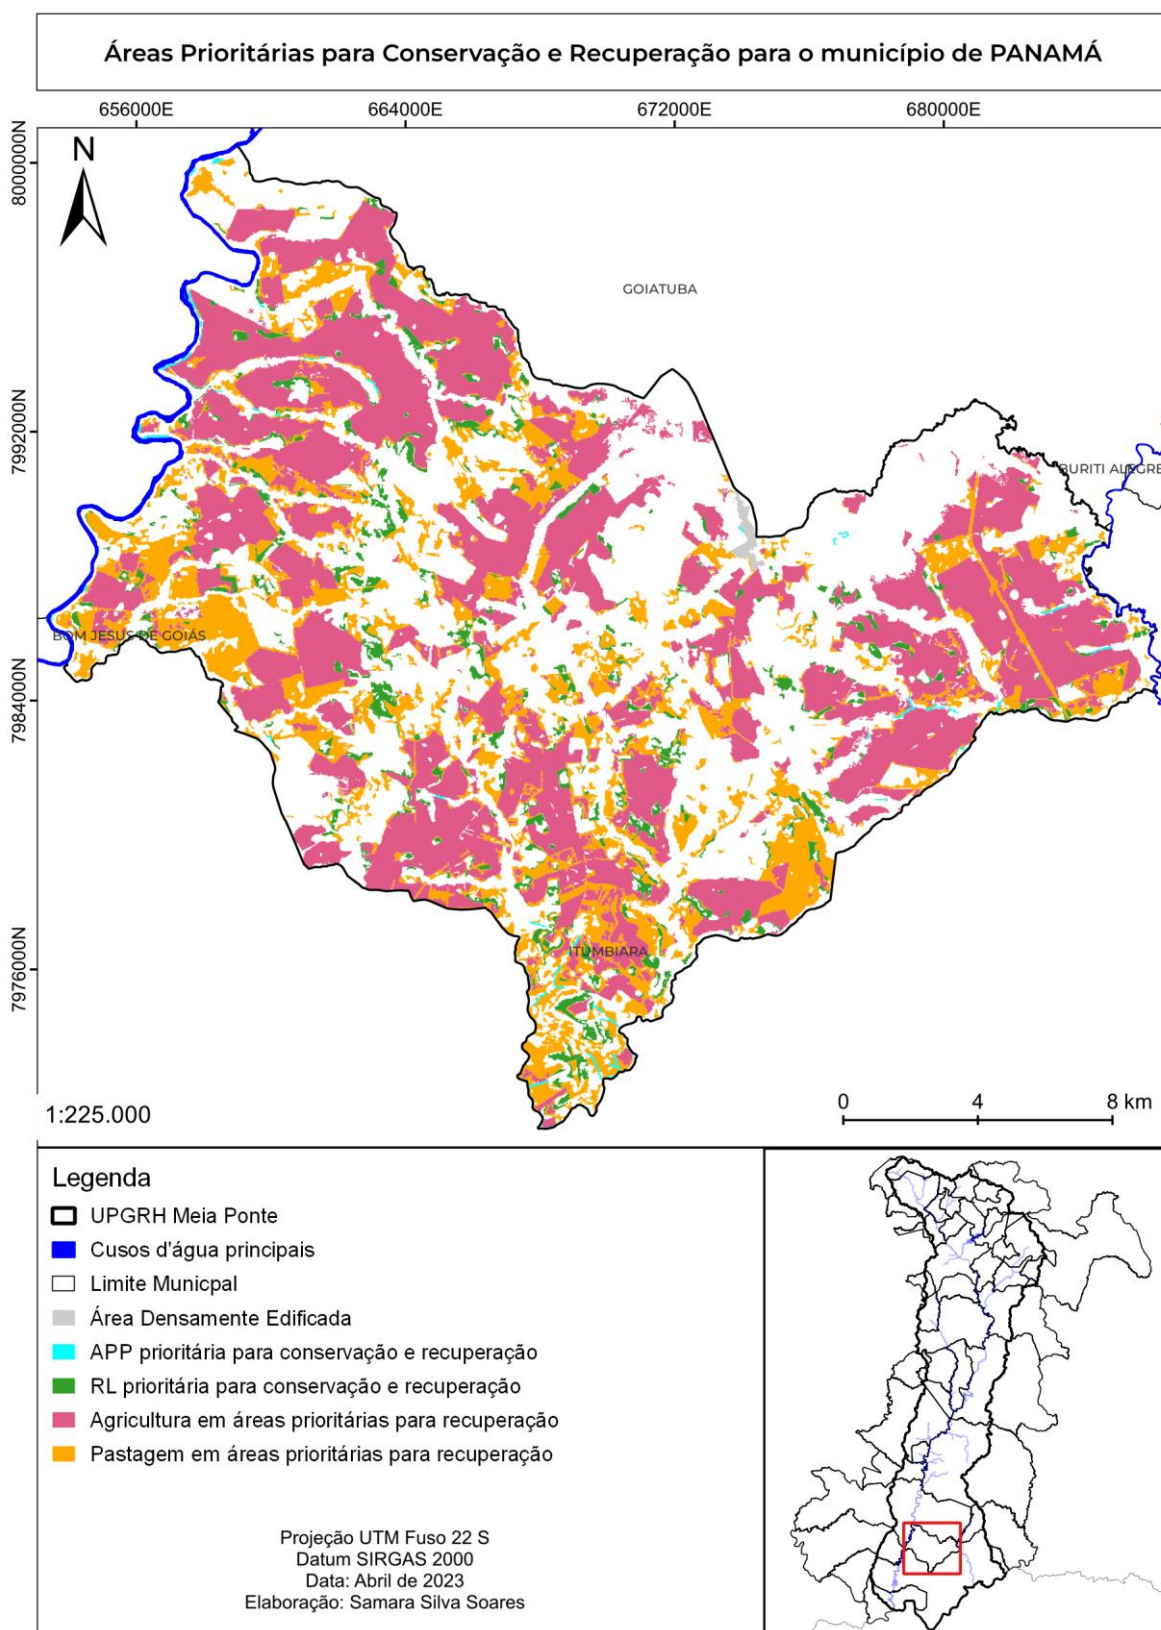 Áreas Prioritárias para Conservação e Recuperação para o município de PANAMÁ
656000E 664000E 672000E 680000E
8000000N
N
GOIATUBA
7992000N
BURITI ALEGRE
BOM JESUS DE GOIÁS
7984000N
ITUMBIARA
7976000N
1:225.000
0 4 8 km
Legenda
UPGRH Meia Ponte
Cusos d'água principais
Limite Municpal
Área Densamente Edificada
APP prioritária para conservação e recuperação
RL prioritária para conservação e recuperação
Agricultura em áreas prioritárias para recuperação
Pastagem em áreas prioritárias para recuperação
Projeção UTM Fuso 22 S
Datum SIRGAS 2000
Data: Abril de 2023
Elaboração: Samara Silva Soares